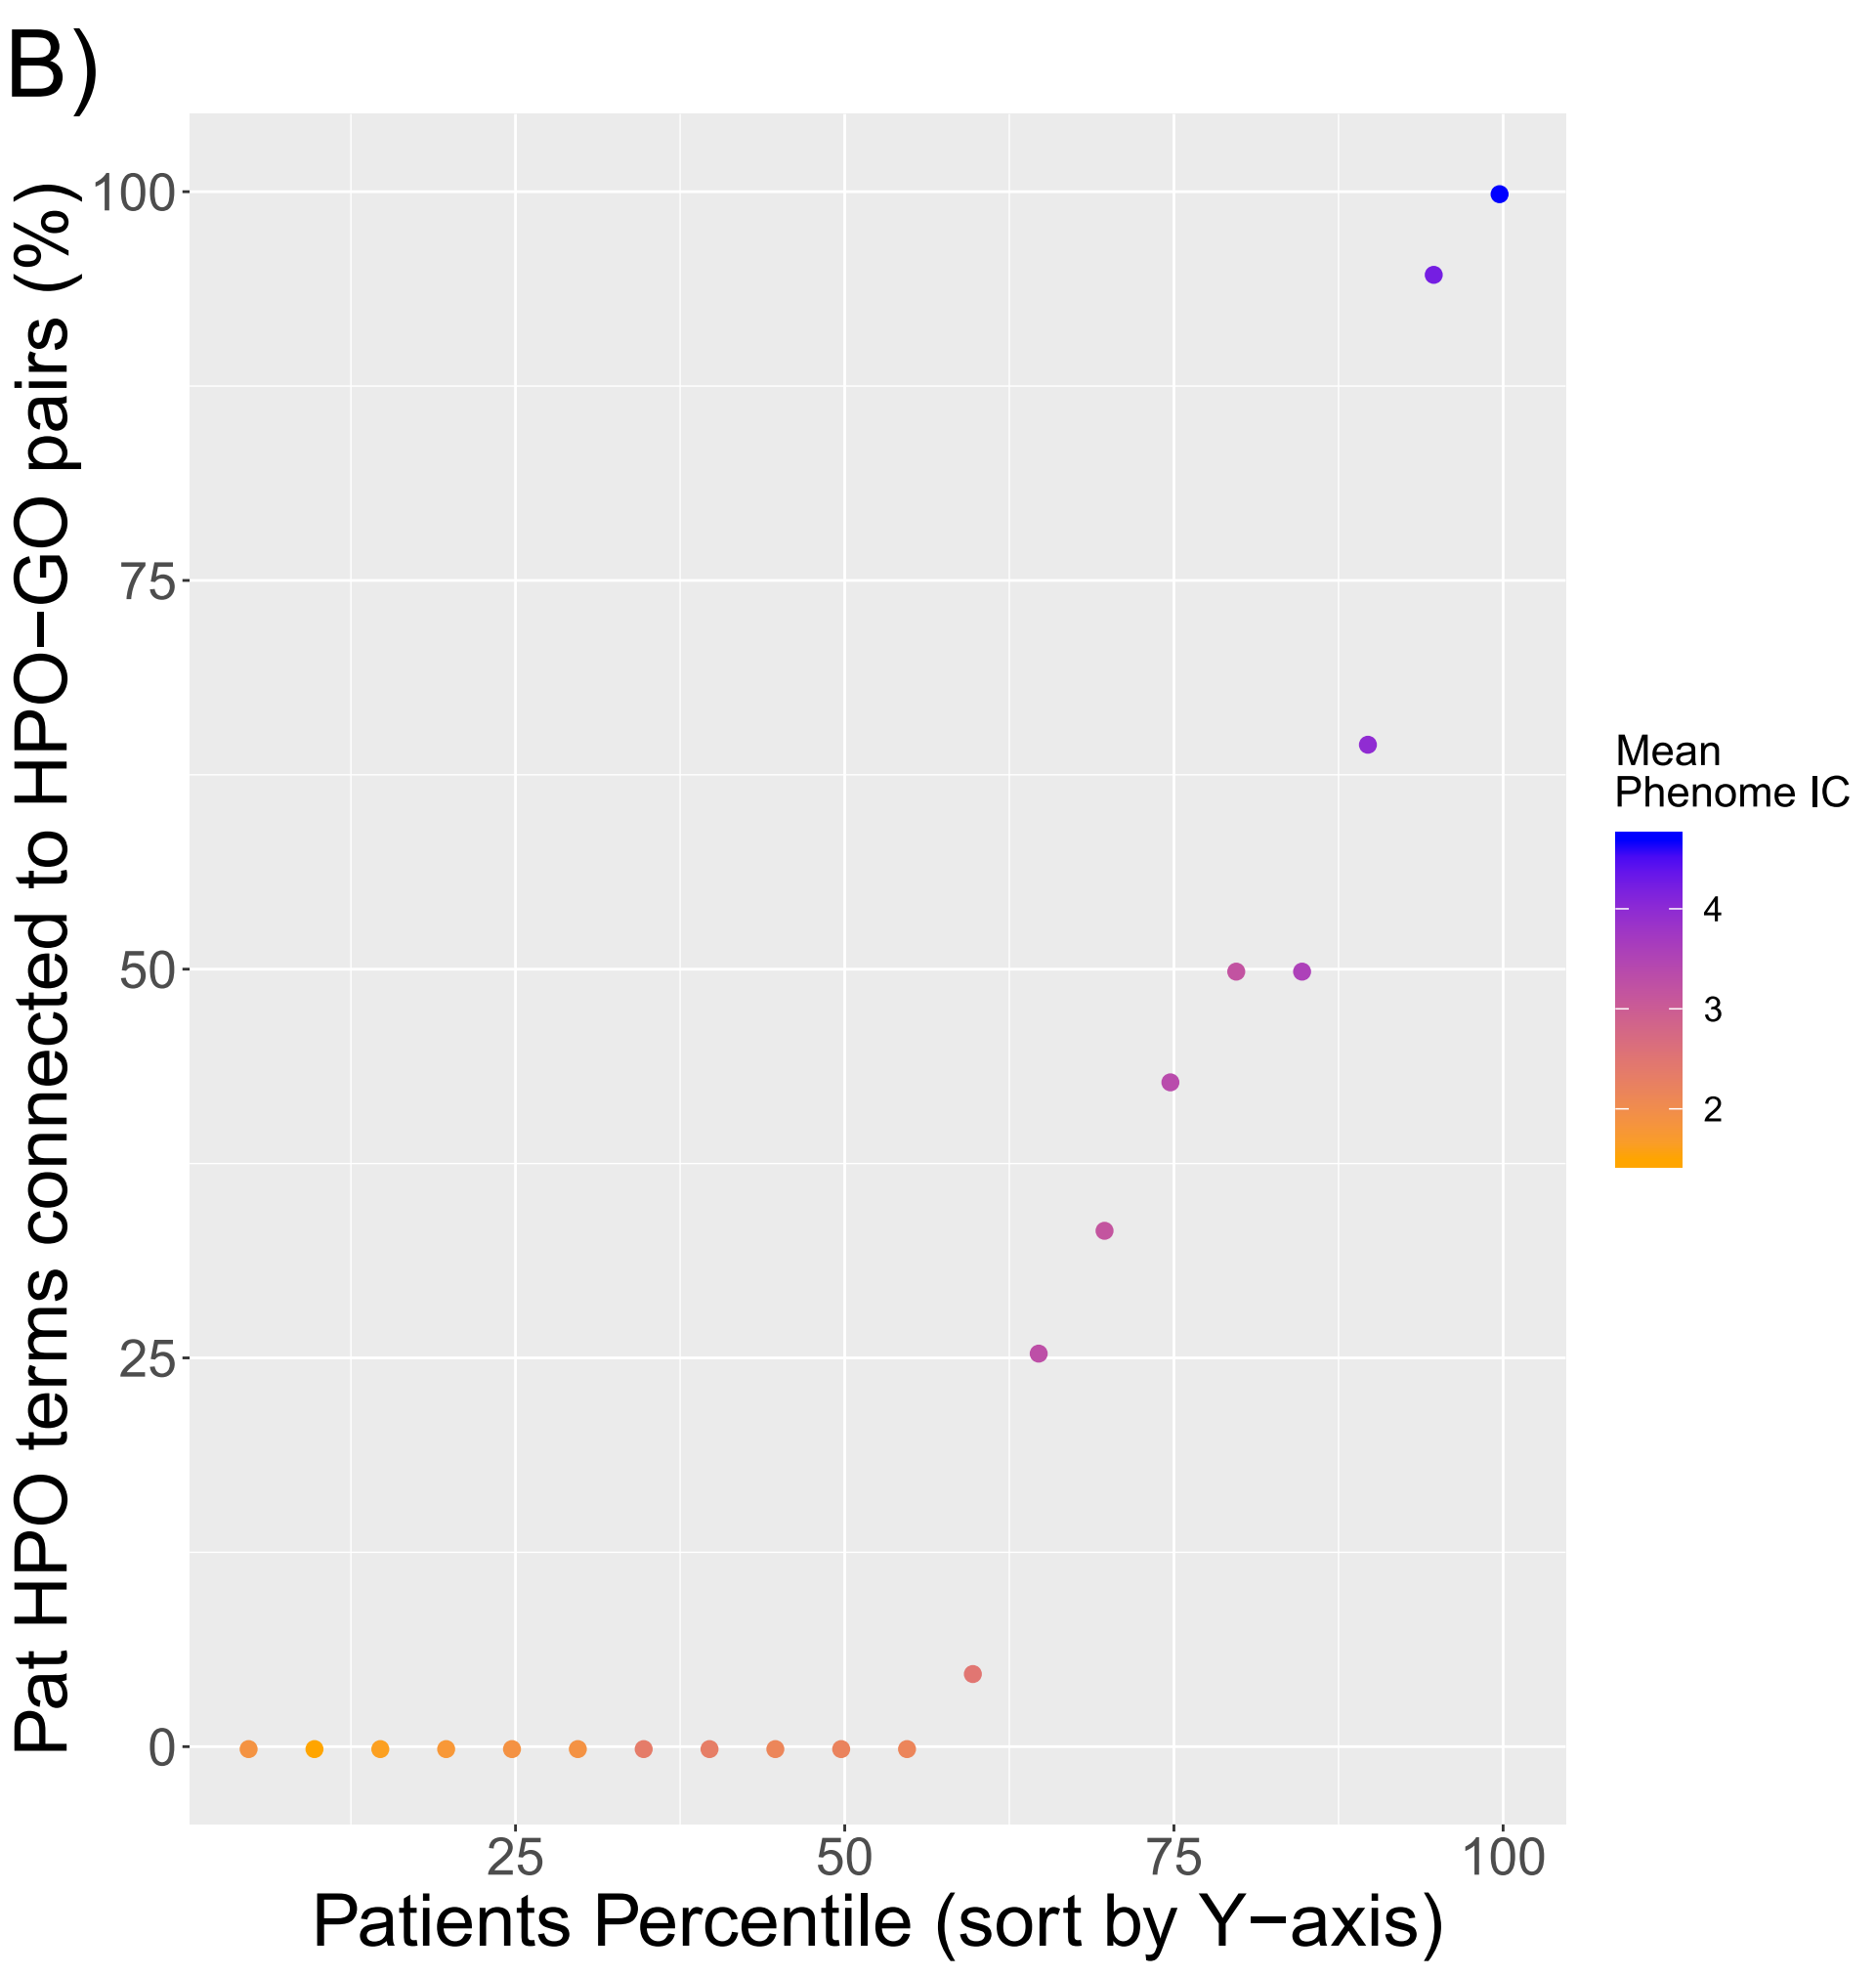 B)
Pat HPO terms connected to HPO−GO pairs (%)
100
75
50
25
0
25 50 75 100
Patients Percentile (sort by Y−axis)
Mean
Phenome IC
4
3
2